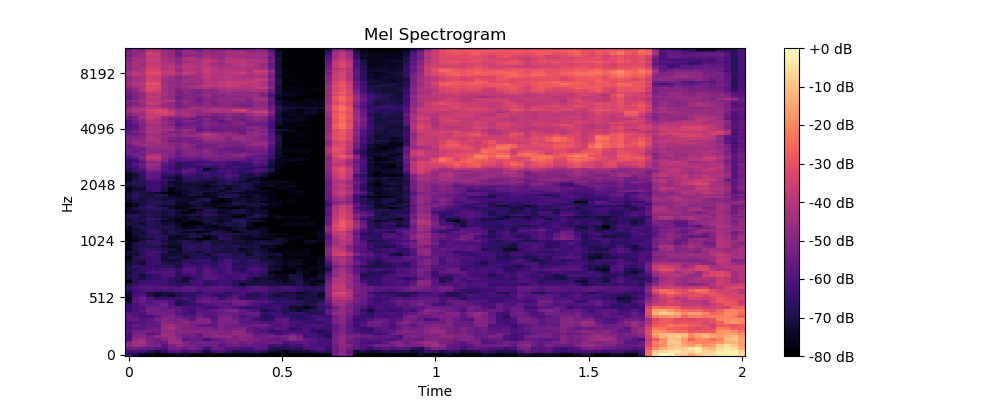 Mel Spectrogram
Hz
8192
4096
2048
1024
512
0
0 0.5 1 1.5 2
Time
+0 dB
-10 dB
-20 dB
-30 dB
-40 dB
-50 dB
-60 dB
-70 dB
-80 dB